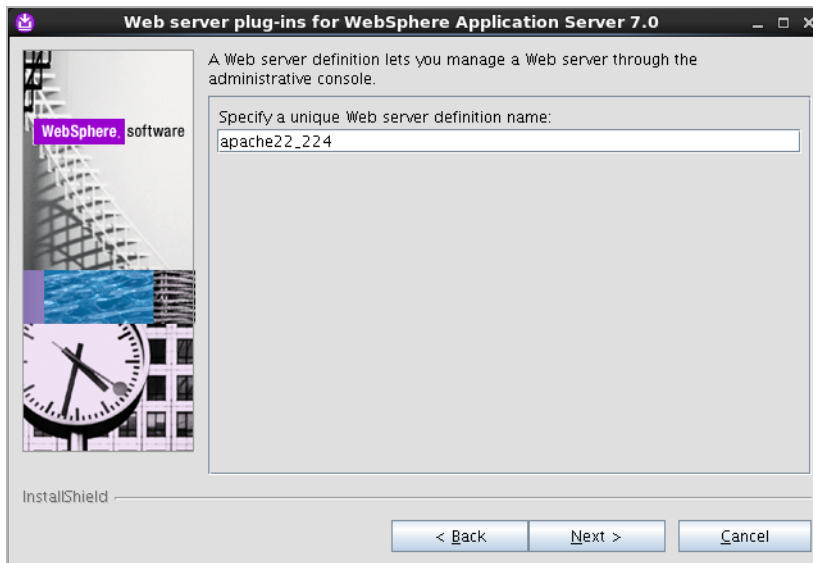 Web server plug-ins for WebSphere Application Server 7.0
A Web server definition lets you manage a Web server through the
administrative console.
WebSphere. software
Specify a unique Web server definition name:
apache22_224
InstallShield
< Back
Next >
Cancel